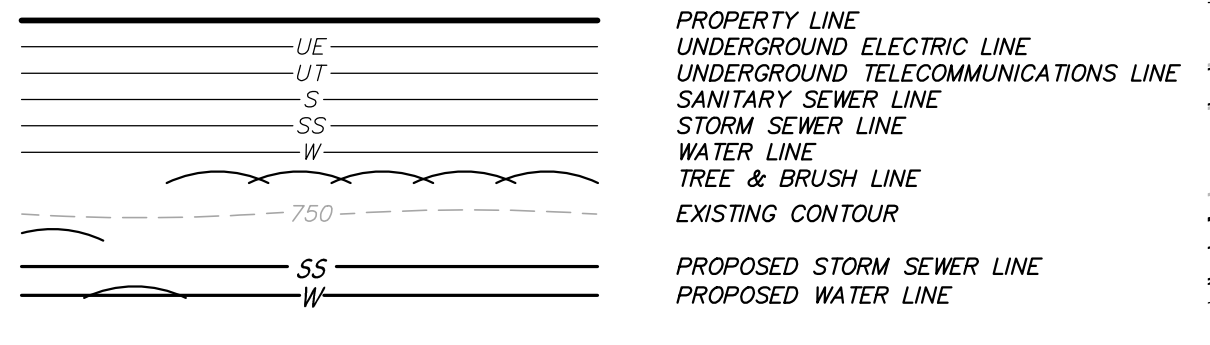 PROPERTY LINE
UE UNDERGROUND ELECTRIC LINE
UT UNDERGROUND TELECOMMUNICATIONS LINE
S SANITARY SEWER LINE
SS STORM SEWER LINE
W WATER LINE
TREE & BRUSH LINE
750 EXISTING CONTOUR
SS PROPOSED STORM SEWER LINE
W PROPOSED WATER LINE